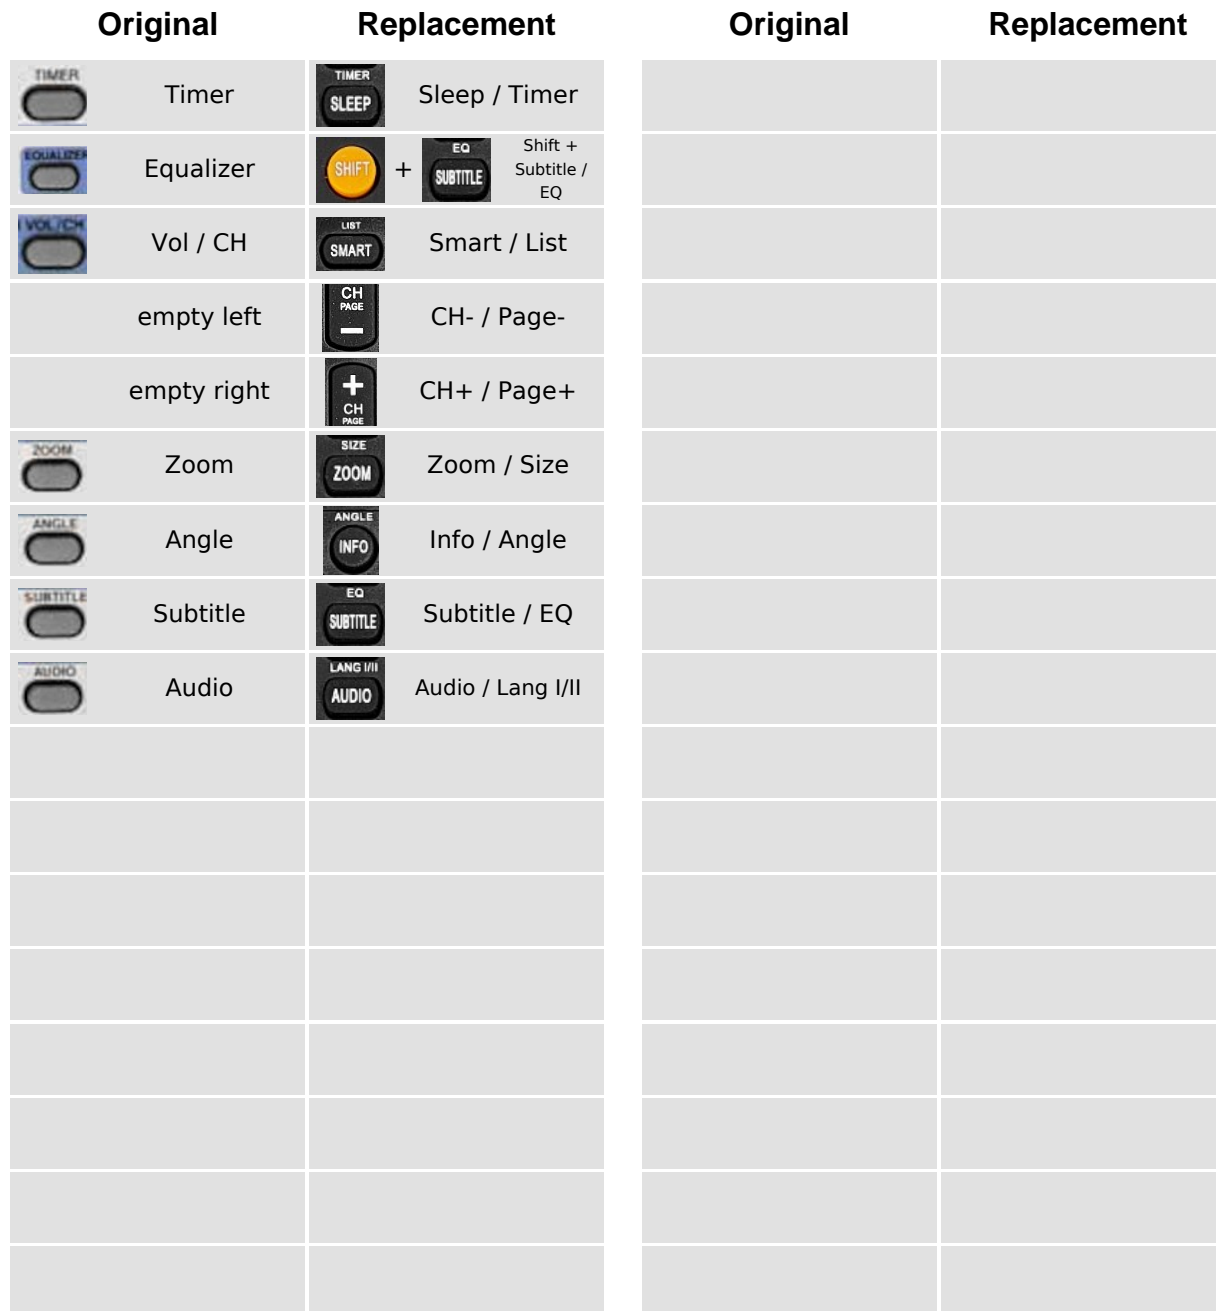 Original Replacement Original Replacement
TIMER Timer TIMER SLEEP Sleep / Timer
EQUALIZER Equalizer SHIFT + EQ SUBTITLE Shift + Subtitle / EQ
VOL/CH Vol / CH LIST SMART Smart / List
empty left CH PAGE − CH- / Page-
empty right + CH PAGE CH+ / Page+
ZOOM Zoom SIZE ZOOM Zoom / Size
ANGLE Angle ANGLE INFO Info / Angle
SUBTITLE Subtitle EQ SUBTITLE Subtitle / EQ
AUDIO Audio LANG I/II AUDIO Audio / Lang I/II